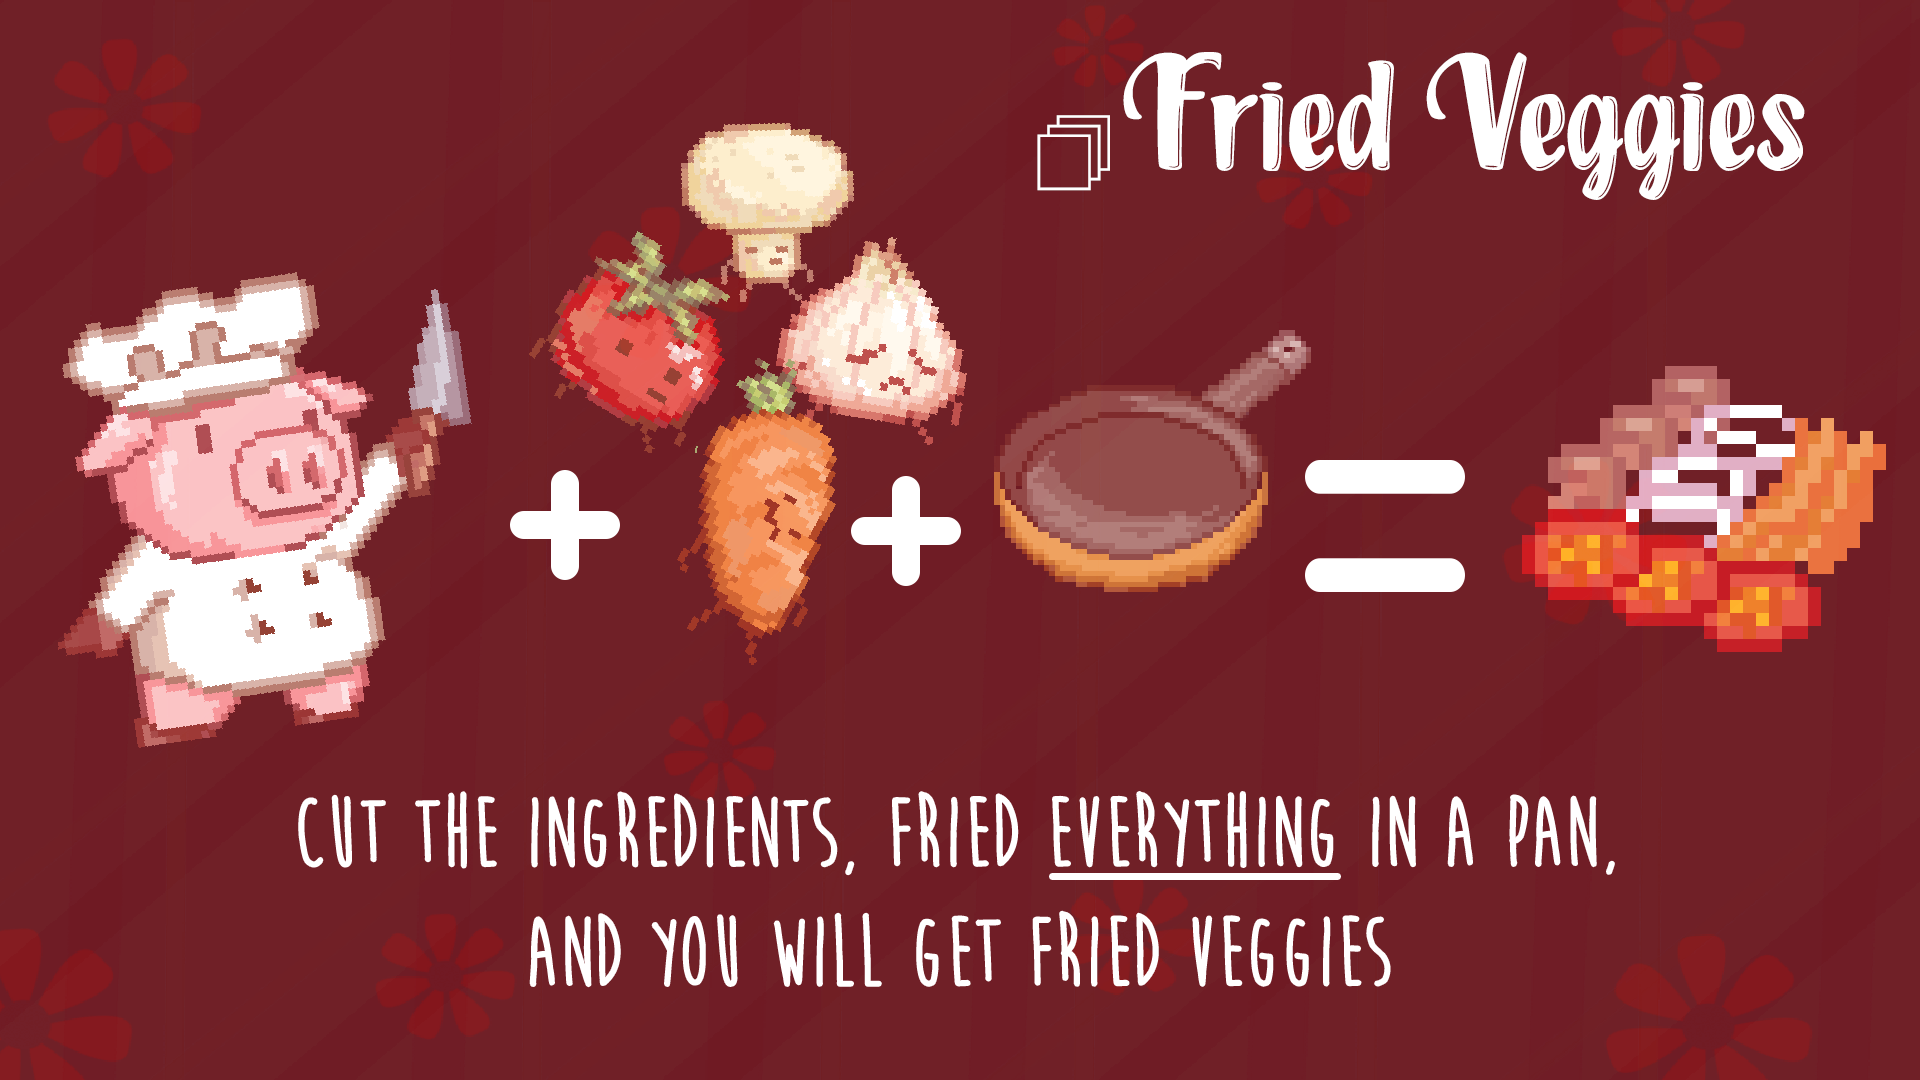 Fried Veggies
CUT THE INGREDIENTS, FRIED EVERYTHING IN A PAN,
AND YOU WILL GET FRIED VEGGIES